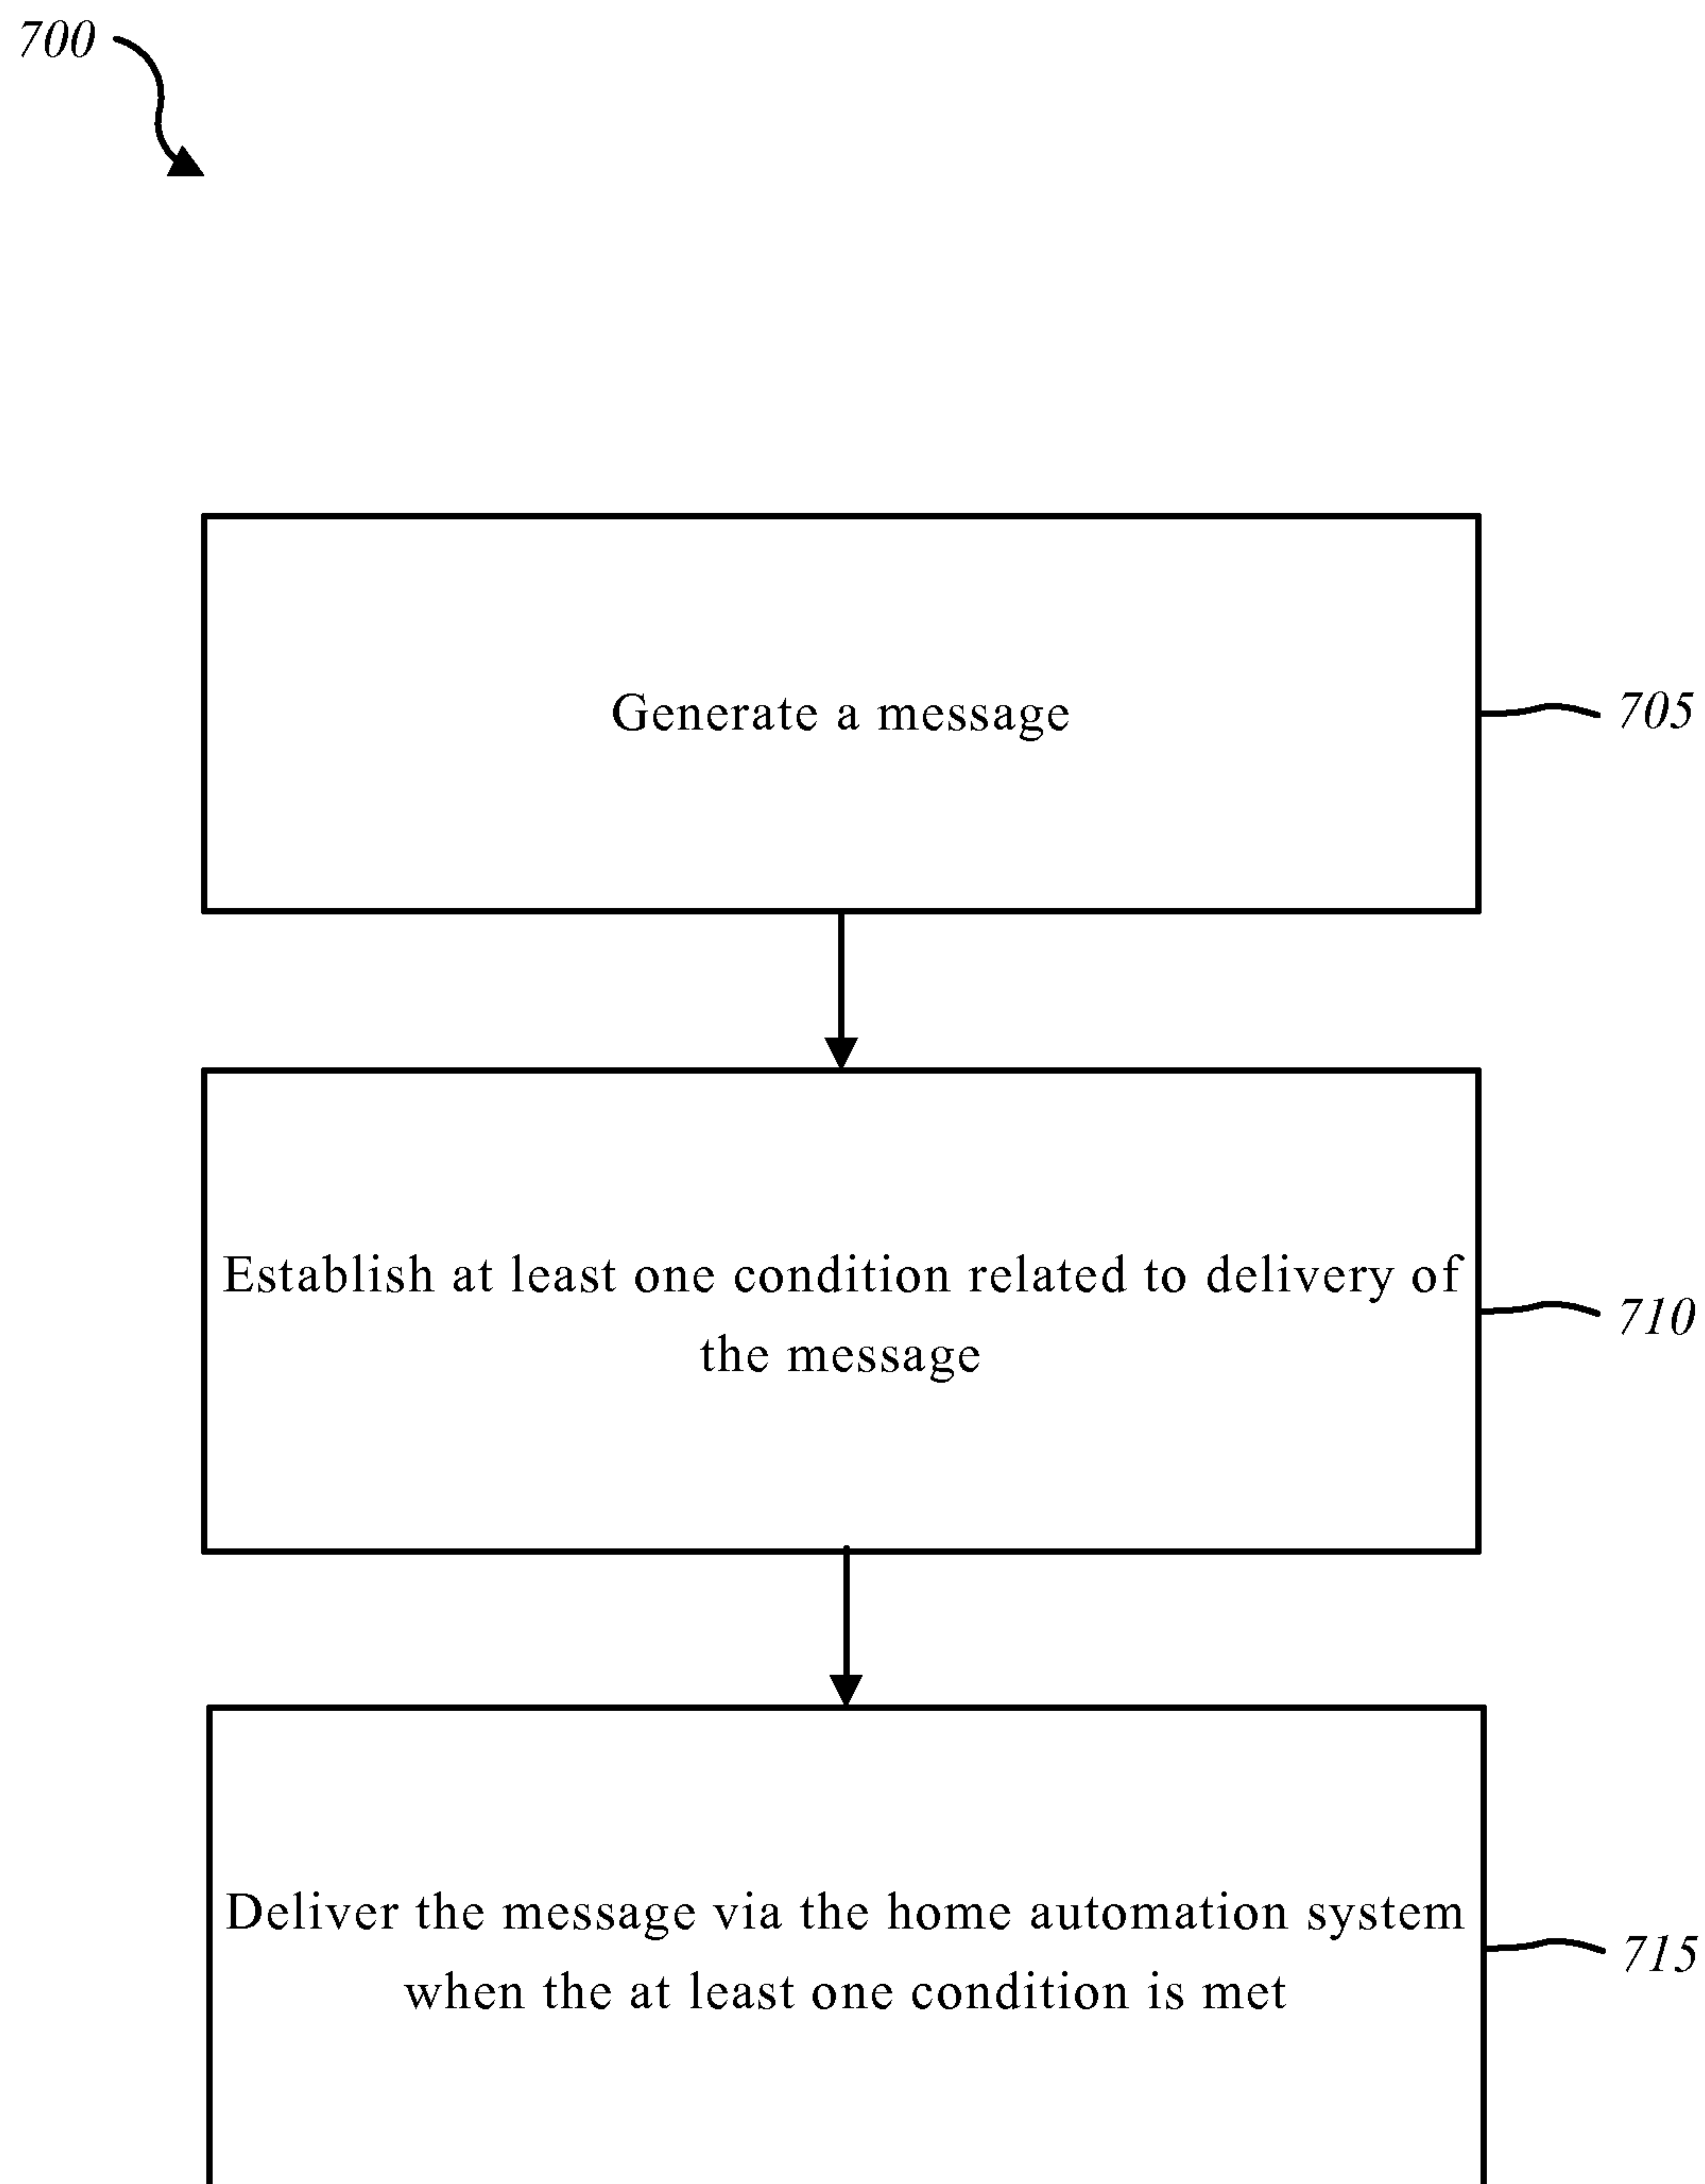 700
Generate a message
705
Establish at least one condition related to delivery of
the message
710
Deliver the message via the home automation system
when the at least one condition is met
715